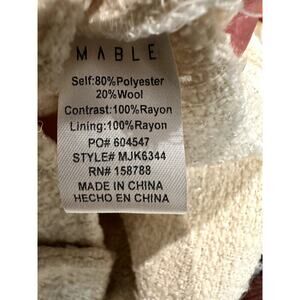 MABLE
Self:80%Polyester
20%Wool
Contrast:100%Rayon
Lining:100%Rayon
PO# 604547
STYLE# MJK6344
RN# 158788
MADE IN CHINA
HECHO EN CHINA